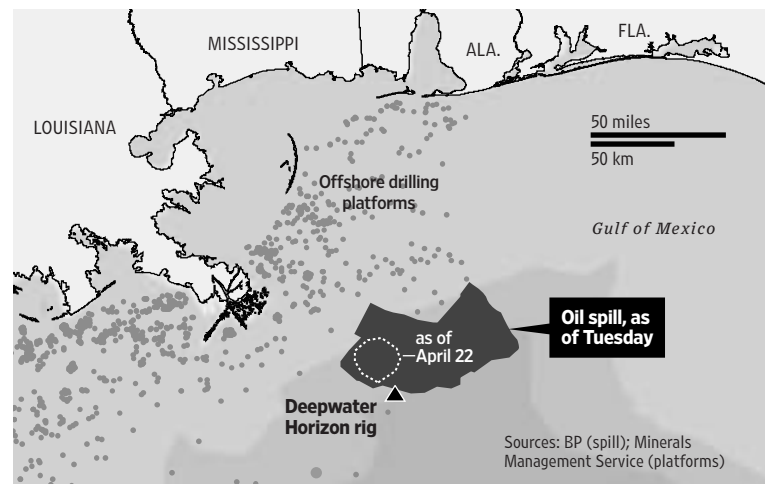 MISSISSIPPI
ALA.
FLA.
LOUISIANA
50 miles
50 km
Offshore drilling
platforms
Gulf of Mexico
Oil spill, as
of Tuesday
as of
April 22
Deepwater
Horizon rig
Sources: BP (spill); Minerals
Management Service (platforms)